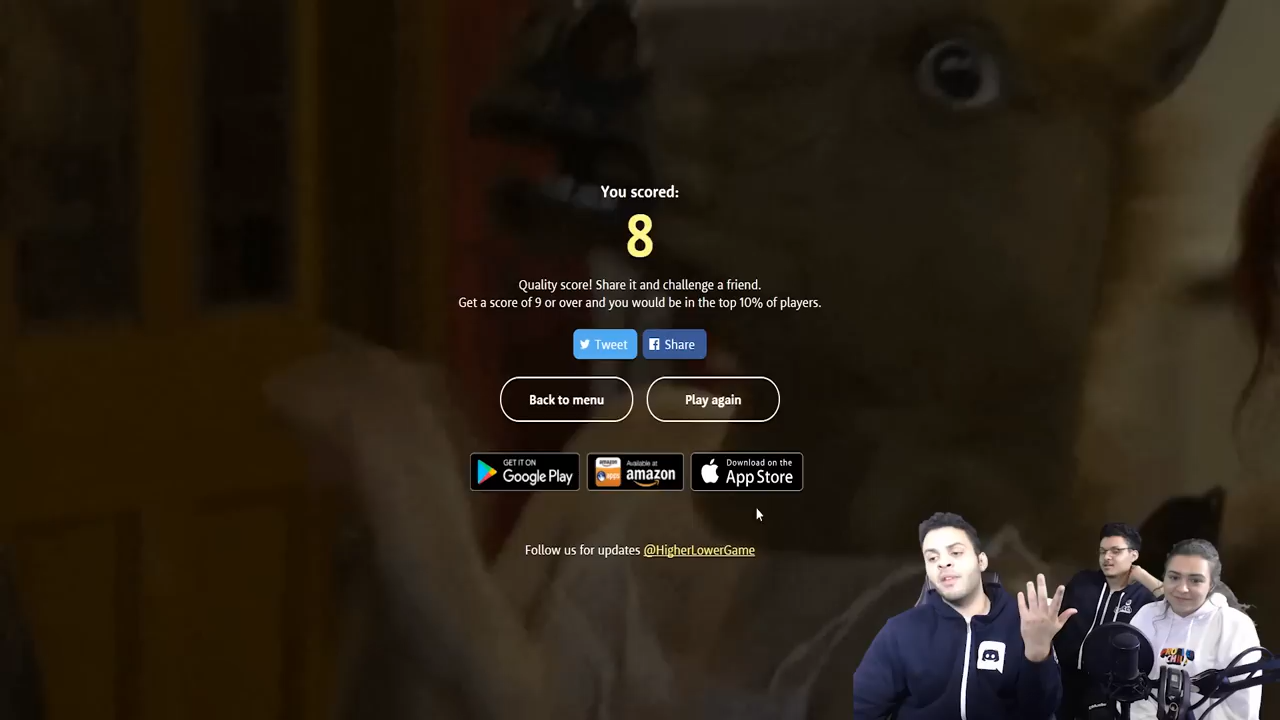 You scored:
8
Quality score! Share it and challenge a friend.
Get a score of 9 or over and you would be in the top 10% of players.
Tweet
Share
Back to menu
Play again
GET IT ON
Google Play
Available at
amazon
Download on the
App Store
Follow us for updates @HigherLowerGame